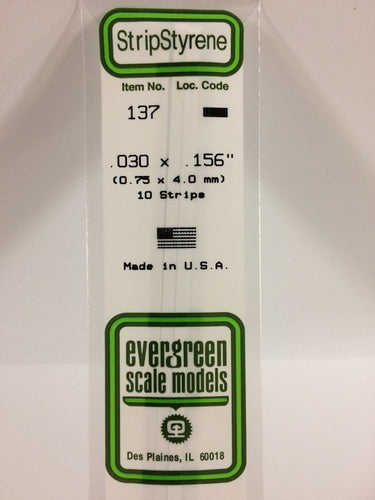 StripStyrene
Item No. Loc. Code
137
.030 x .156"
(0.75 x 4.0 mm)
10 Strips
Made in U.S.A.
evergreen
scale models
Des Plaines, IL 60018